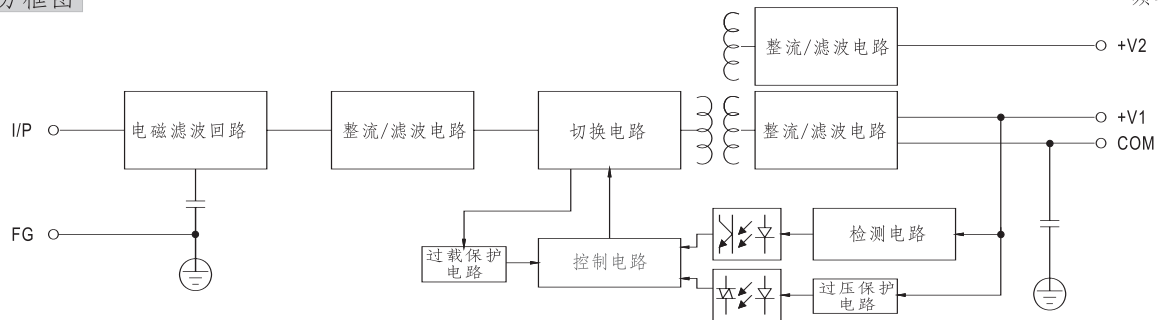 方框图
整流/滤波电路
+V2
I/P
电磁滤波回路
整流/滤波电路
切换电路
整流/滤波电路
+V1
COM
FG
过载保护
电路
控制电路
检测电路
过压保护
电路